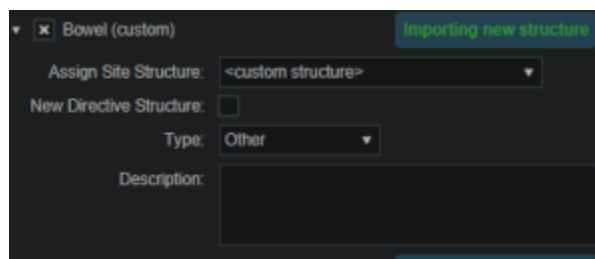 Bowel (custom) Importing new structure
Assign Site Structure: <custom structure>
New Directive Structure:
Type: Other
Description: